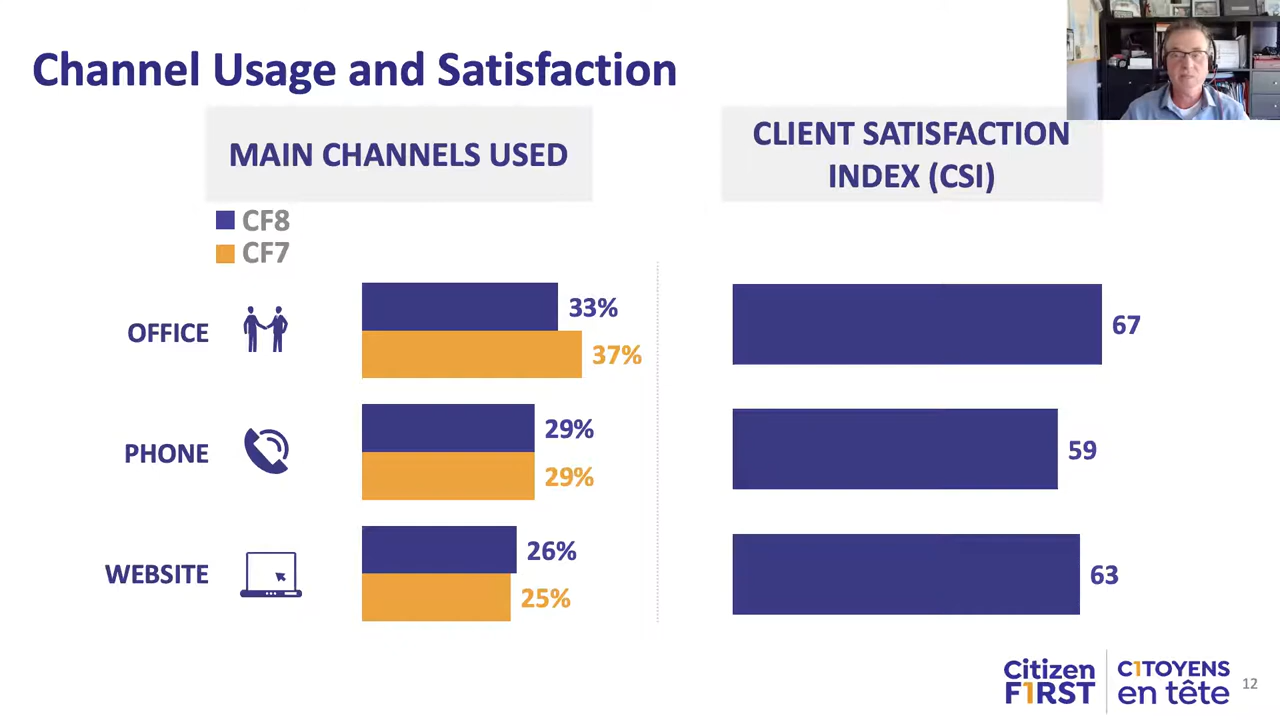 Channel Usage and Satisfaction
MAIN CHANNELS USED
CLIENT SATISFACTION
INDEX (CSI)
CF8
CF7
OFFICE
33%
37%
67
PHONE
29%
29%
59
WEBSITE
26%
25%
63
Citizen
F1RST
C1TOYENS
en tête
12